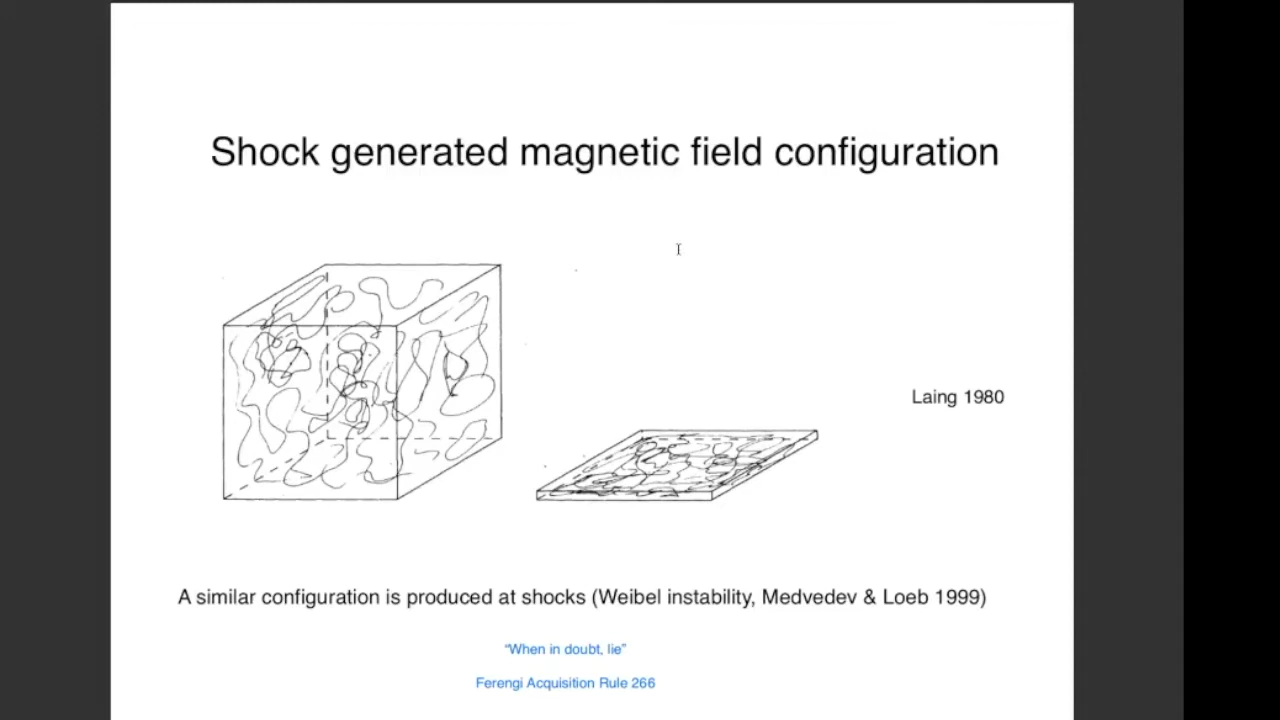 Shock generated magnetic field configuration
Laing 1980
A similar configuration is produced at shocks (Weibel instability, Medvedev & Loeb 1999)
“When in doubt, lie”
Ferengi Acquisition Rule 266